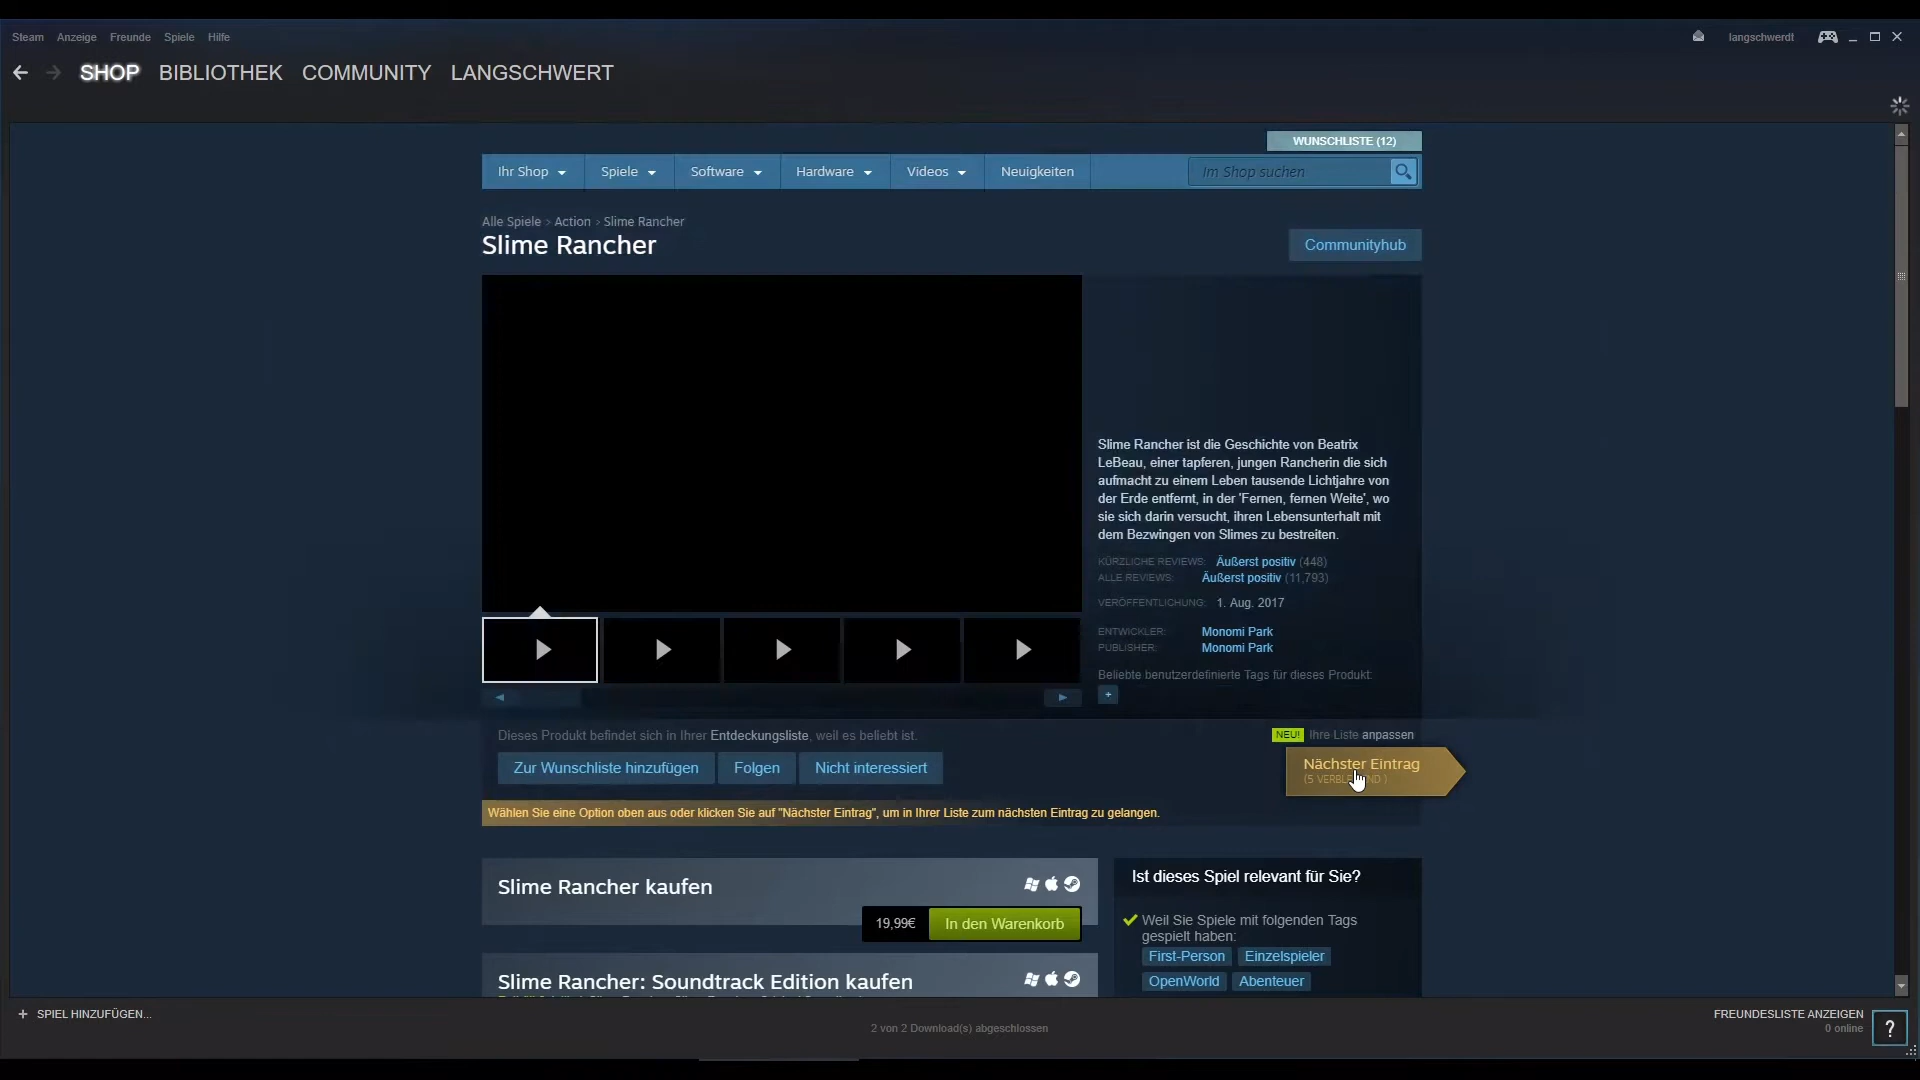 Steam Anzeige Freunde Spiele Hilfe
langschwerdt
SHOP BIBLIOTHEK COMMUNITY LANGSCHWERT
WUNSCHLISTE (12)
Ihr Shop Spiele Software Hardware Videos Neuigkeiten
Im Shop suchen
Alle Spiele > Action > Slime Rancher
Slime Rancher
Communityhub
Slime Rancher ist die Geschichte von Beatrix
LeBeau, einer tapferen, jungen Rancherin die sich
aufmacht zu einem Leben tausende Lichtjahre von
der Erde entfernt, in der 'Fernen, fernen Weite', wo
sie sich darin versucht, ihren Lebensunterhalt mit
dem Bezwingen von Slimes zu bestreiten.
KÜRZLICHE REVIEWS: Äußerst positiv (448)
ALLE REVIEWS: Äußerst positiv (11,793)
VERÖFFENTLICHUNG: 1. Aug. 2017
ENTWICKLER: Monomi Park
PUBLISHER: Monomi Park
Beliebte benutzerdefinierte Tags für dieses Produkt:
+
Dieses Produkt befindet sich in Ihrer Entdeckungsliste, weil es beliebt ist.
NEU! Ihre Liste anpassen
Zur Wunschliste hinzufügen Folgen Nicht interessiert
Nächster Eintrag
(5
Wählen Sie eine Option oben aus oder klicken Sie auf "Nächster Eintrag", um in Ihrer Liste zum nächsten Eintrag zu gelangen.
Slime Rancher kaufen
19,99€ In den Warenkorb
Ist dieses Spiel relevant für Sie?
Weil Sie Spiele mit folgenden Tags
gespielt haben:
First-Person Einzelspieler
OpenWorld Abenteuer
Slime Rancher: Soundtrack Edition kaufen
+ SPIEL HINZUFÜGEN...
2 von 2 Download(s) abgeschlossen
FREUNDESLISTE ANZEIGEN
0 online
?